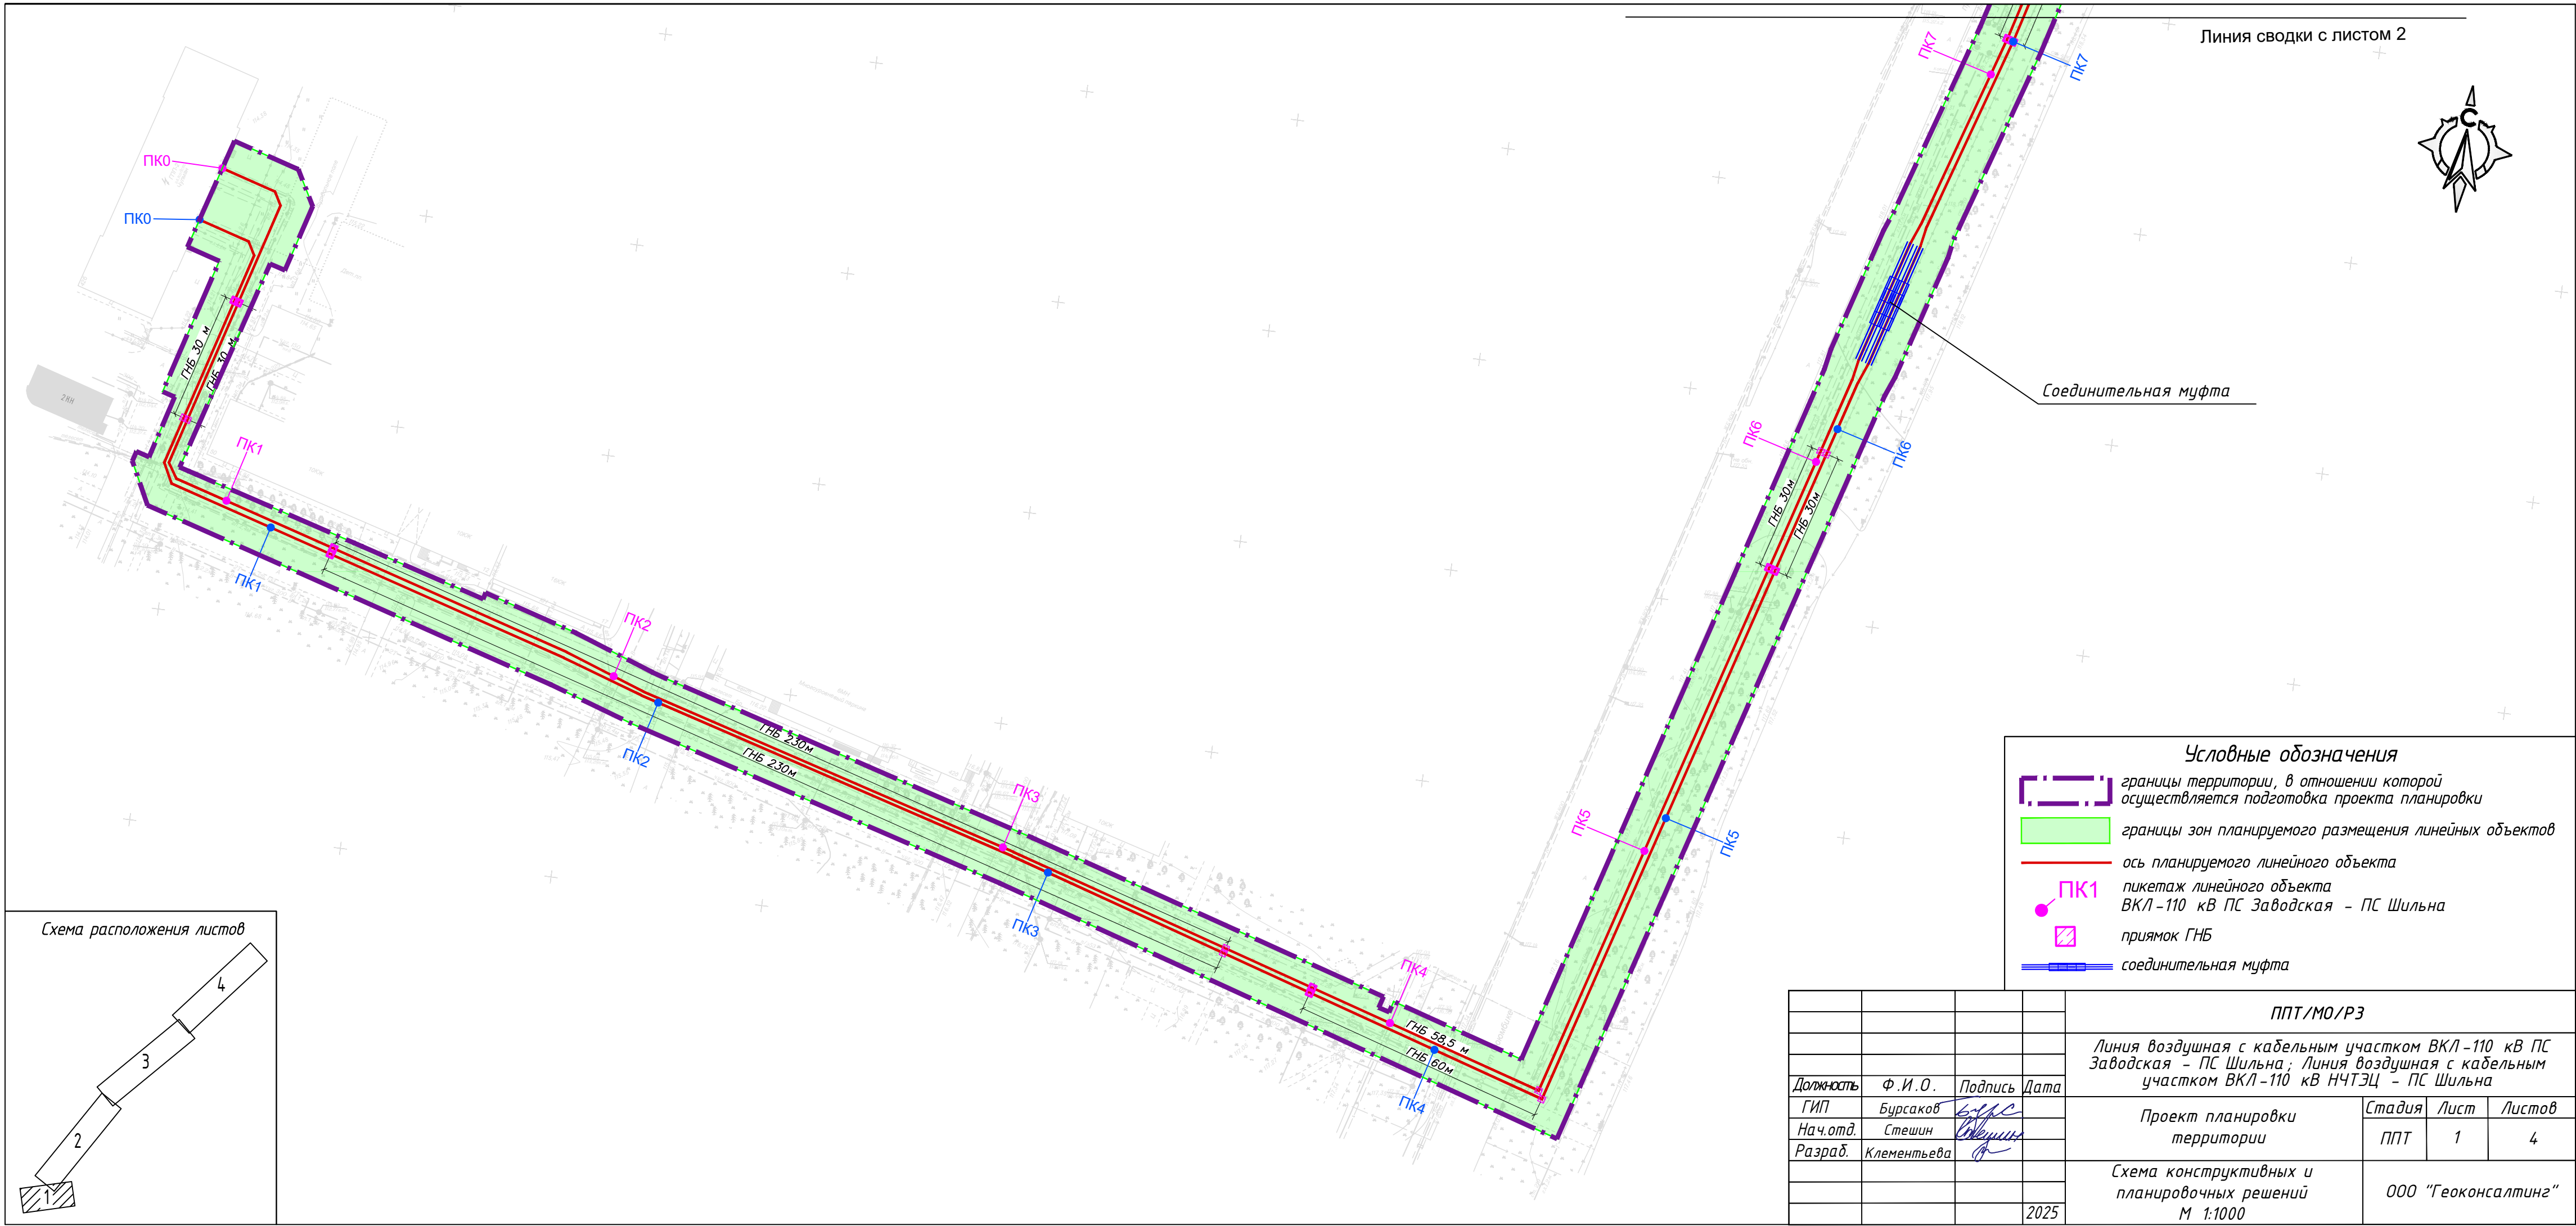 Линия сводки с листом 2
С
ПК7
ПК7
ПК0
ПК0
ГНБ 30 м
ГНБ 30 м
2КН
ПК1
ПК1
Соединительная муфта
ПК6
ПК6
ГНБ 30м
ГНБ 30м
ПК2
ПК2
ГНБ 230м
ГНБ 230м
ПК3
ПК3
ПК5
ПК5
ПК4
ГНБ 58,5 м
ГНБ 60м
ПК4
Условные обозначения
границы территории, в отношении которой
осуществляется подготовка проекта планировки
границы зон планируемого размещения линейных объектов
ось планируемого линейного объекта
ПК1
пикетаж линейного объекта
ВКЛ-110 кВ ПС Заводская - ПС Шильна
приямок ГНБ
соединительная муфта
Схема расположения листов
4
3
2
1
ППТ/МО/РЗ
Линия воздушная с кабельным участком ВКЛ-110 кВ ПС
Заводская - ПС Шильна; Линия воздушная с кабельным
участком ВКЛ-110 кВ НЧТЭЦ - ПС Шильна
Должность Ф.И.О. Подпись Дата
ГИП Бурсаков
Нач.отд. Стешин
Разраб. Клементьева
2025
Проект планировки
территории
Стадия Лист Листов
ППТ 1 4
Схема конструктивных и
планировочных решений
М 1:1000
ООО "Геоконсалтинг"